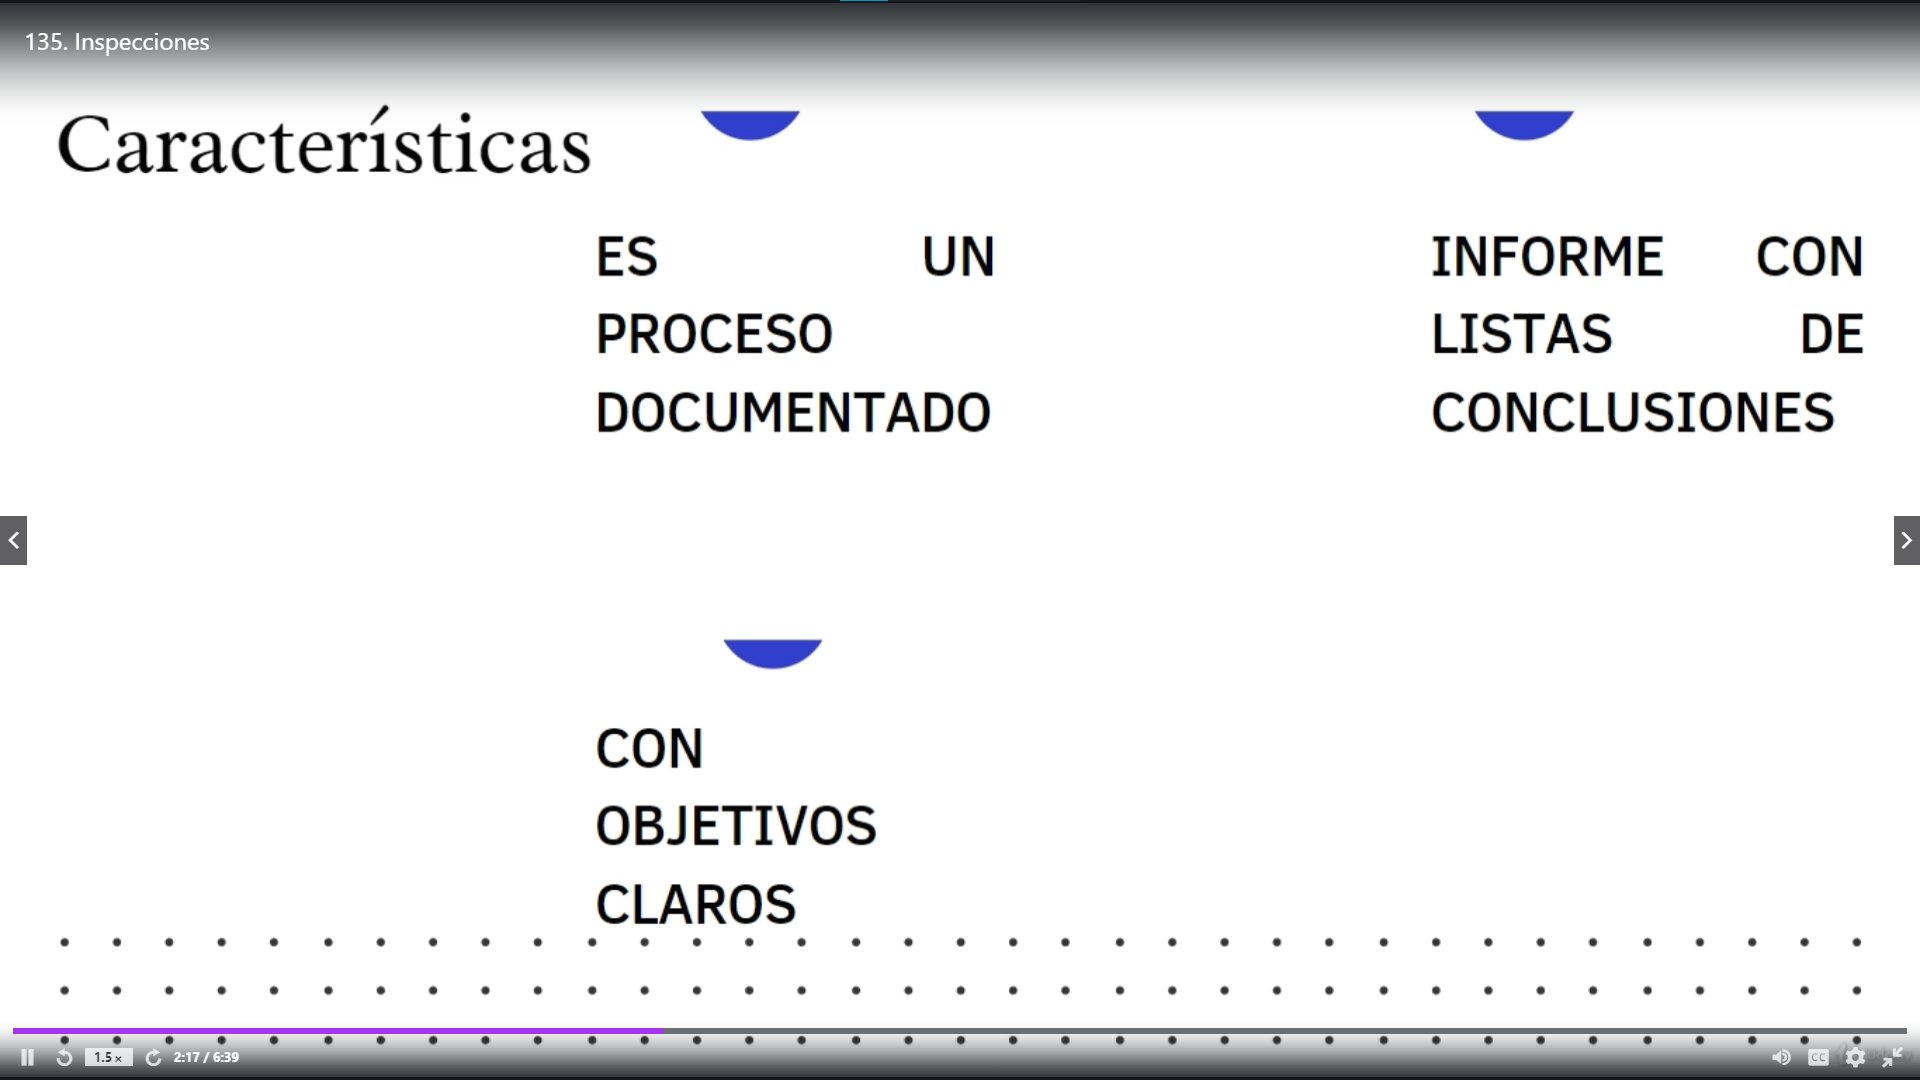 135. Inspecciones
Características
ES UN
PROCESO
DOCUMENTADO
INFORME CON
LISTAS DE
CONCLUSIONES
CON
OBJETIVOS
CLAROS
1.5×
2:17 / 6:39
CC